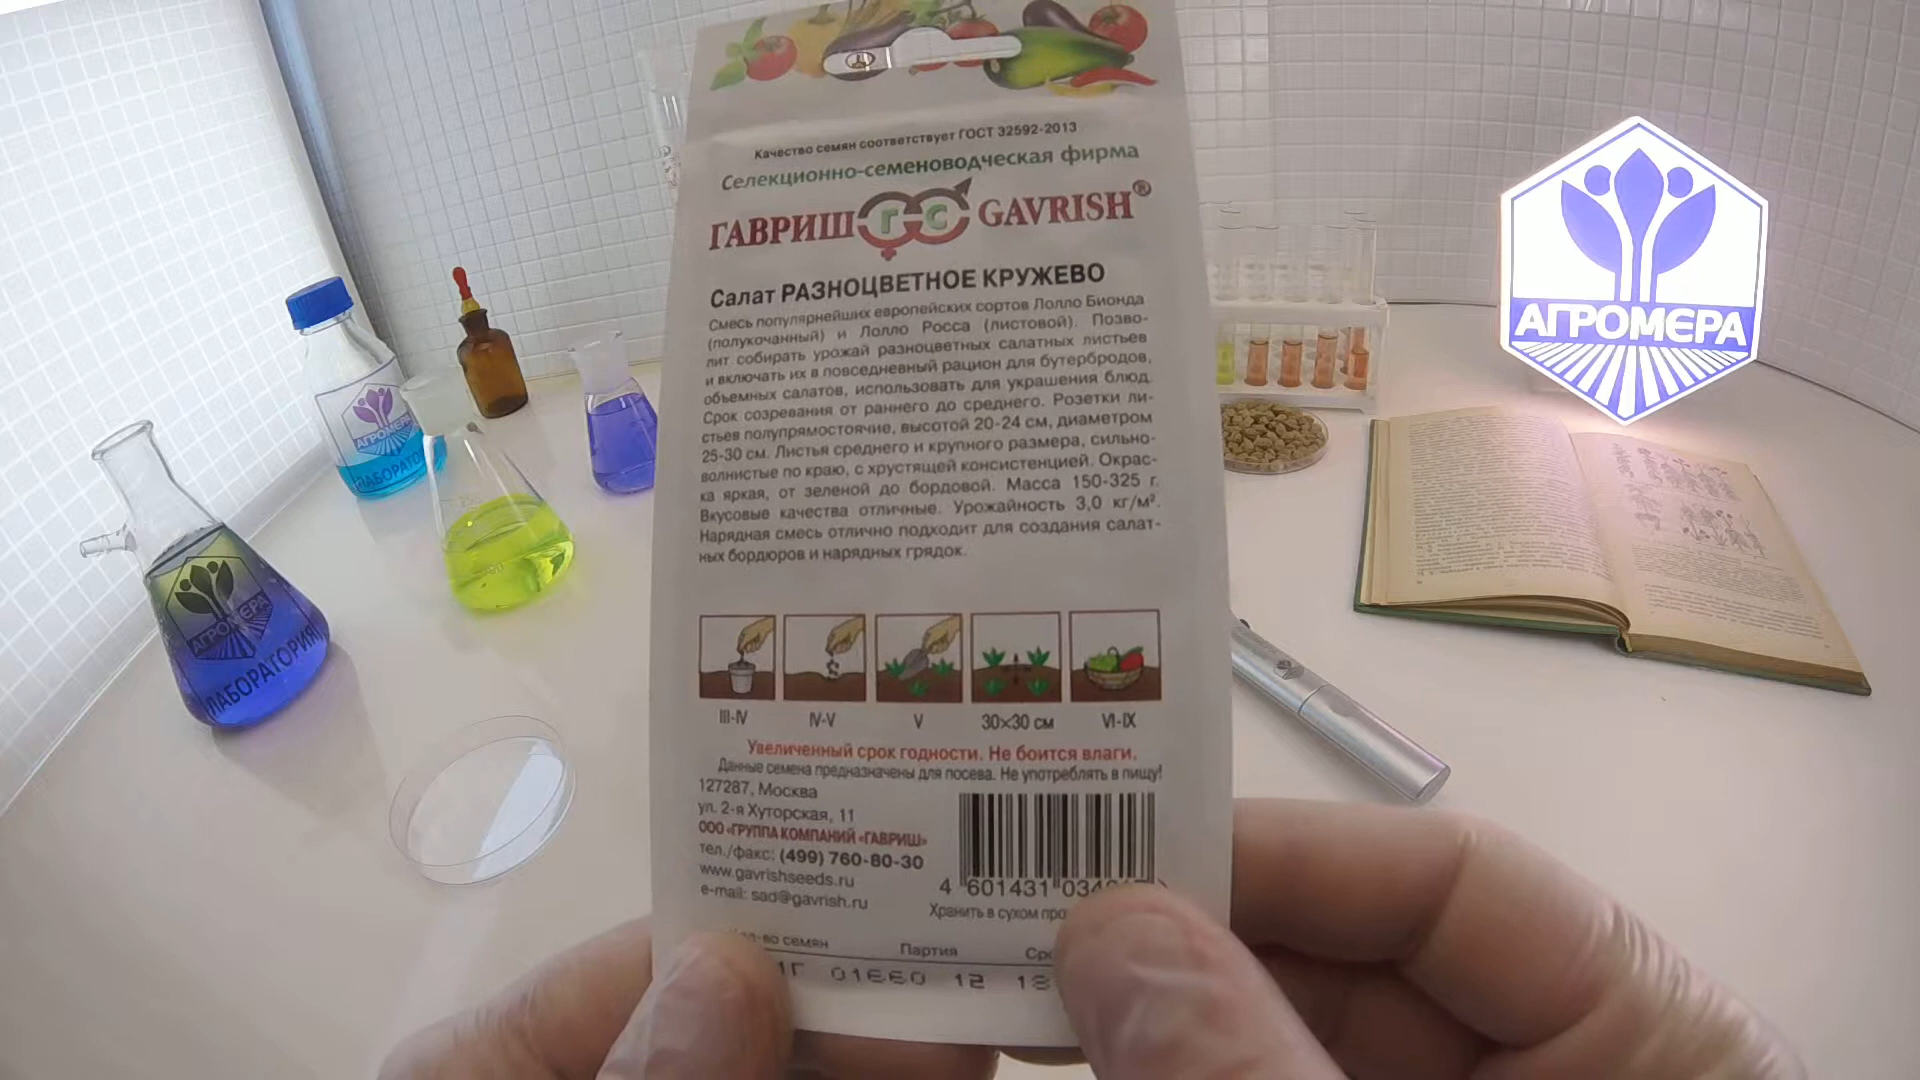 Качество семян соответствует ГОСТ 32592-2013
Селекционно-семеноводческая фирма
ГАВРИШ ГС GAVRISH®
Салат РАЗНОЦВЕТНОЕ КРУЖЕВО
Смесь популярнейших европейских сортов Лолло Бионда
(полукочанный) и Лолло Росса (листовой). Позво-
лит собирать урожай разноцветных салатных листьев
и включать их в повседневный рацион для бутербродов,
объемных салатов, использовать для украшения блюд.
Срок созревания от раннего до среднего. Розетки ли-
стьев полупрямостоячие, высотой 20-24 см, диаметром
25-30 см. Листья среднего и крупного размера, сильно-
волнистые по краю, с хрустящей консистенцией. Окрас-
ка яркая, от зеленой до бордовой. Масса 150-325 г.
Вкусовые качества отличные. Урожайность 3,0 кг/м².
Нарядная смесь отлично подходит для создания салат-
ных бордюров и нарядных грядок.
III-IV IV-V V 30×30 см VI-IX
Увеличенный срок годности. Не боится влаги.
Данные семена предназначены для посева. Не употреблять в пищу!
127287, Москва
ул. 2-я Хуторская, 11
ООО «ГРУППА КОМПАНИЙ «ГАВРИШ»
тел./факс: (499) 760-80-30
www.gavrishseeds.ru
e-mail: sad@gavrish.ru
4 601431 034
Хранить в сухом
семян Партия
01660 12 18
АГРОМЕРА
АГРОМЕРА
ЛАБОРАТО
АГРОМЕРА
ЛАБОРАТОРИЯ